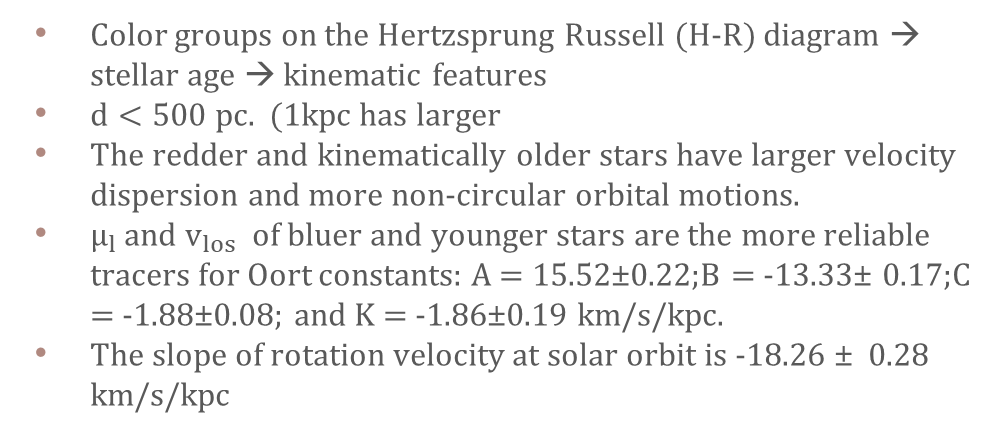 • Color groups on the Hertzsprung Russell (H-R) diagram →
stellar age → kinematic features
• d < 500 pc. (1kpc has larger
• The redder and kinematically older stars have larger velocity
dispersion and more non-circular orbital motions.
• μₗ and vₗₒₛ of bluer and younger stars are the more reliable
tracers for Oort constants: A = 15.52±0.22;B = -13.33± 0.17;C
= -1.88±0.08; and K = -1.86±0.19 km/s/kpc.
• The slope of rotation velocity at solar orbit is -18.26 ± 0.28
km/s/kpc